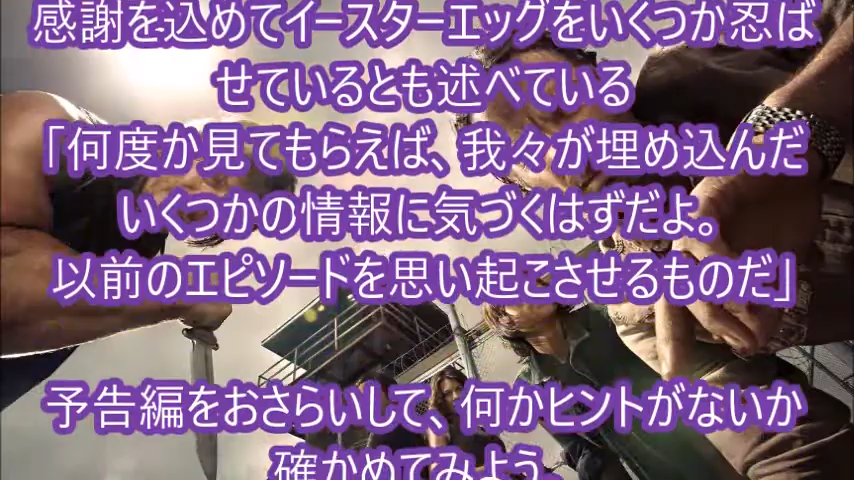 感謝を込めてイースターエッグをいくつか忍ば
せているとも述べている
「何度か見てもらえば、我々が埋め込んだ
いくつかの情報に気づくはずだよ。
以前のエピソードを思い起こさせるものだ」
予告編をおさらいして、何かヒントがないか
確かめてみよう。